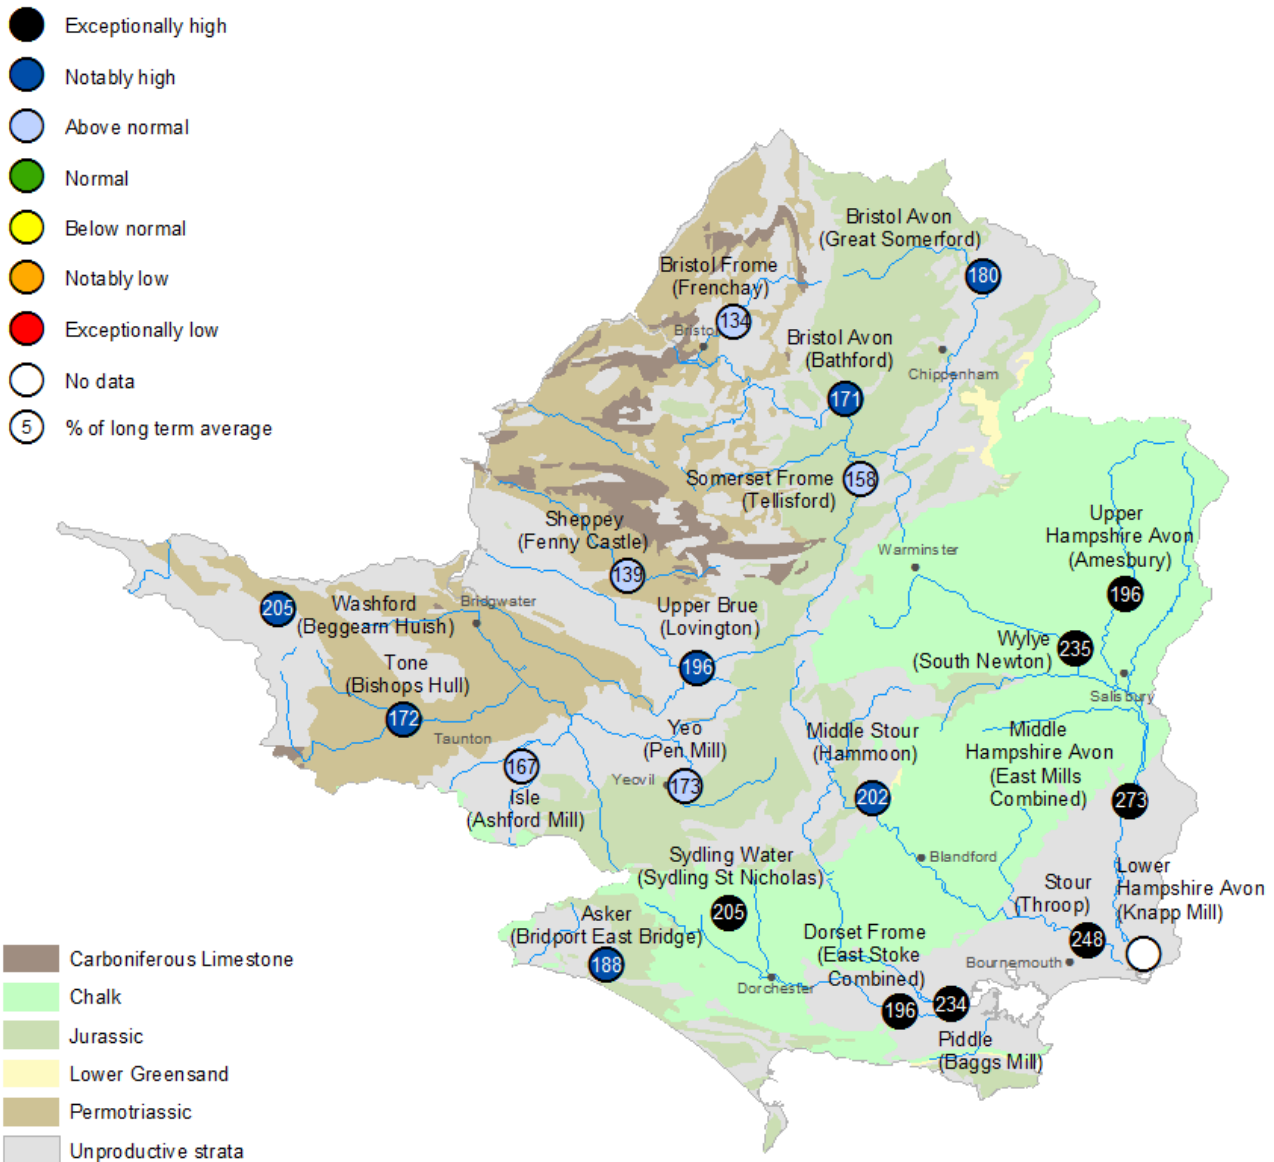 Exceptionally high
Notably high
Above normal
Normal
Below normal
Notably low
Exceptionally low
No data
5 % of long term average
Bristol Avon
(Great Somerford)
180
Bristol Frome
(Frenchay)
134
Bristol
Bristol Avon
(Bathford)
171
Chippenham
Somerset Frome
(Tellisford)
158
Sheppey
(Fenny Castle)
139
Upper
Hampshire Avon
(Amesbury)
196
Warminster
205
Washford
(Beggearn Huish)
Bridgwater
Upper Brue
(Lovington)
196
Wylye
(South Newton)
235
Salisbury
Tone
(Bishops Hull)
172
Taunton
Yeo
(Pen Mill)
173
Yeovil
167
Isle
(Ashford Mill)
Middle Stour
(Hammoon)
202
Middle
Hampshire Avon
(East Mills
Combined)
273
Blandford
Sydling Water
(Sydling St Nicholas)
205
Stour
(Throop)
248
Lower
Hampshire Avon
(Knapp Mill)
Asker
(Bridport East Bridge)
188
Dorset Frome
(East Stoke
Combined)
196
Bournemouth
Dorchester
234
Piddle
(Baggs Mill)
Carboniferous Limestone
Chalk
Jurassic
Lower Greensand
Permotriassic
Unproductive strata